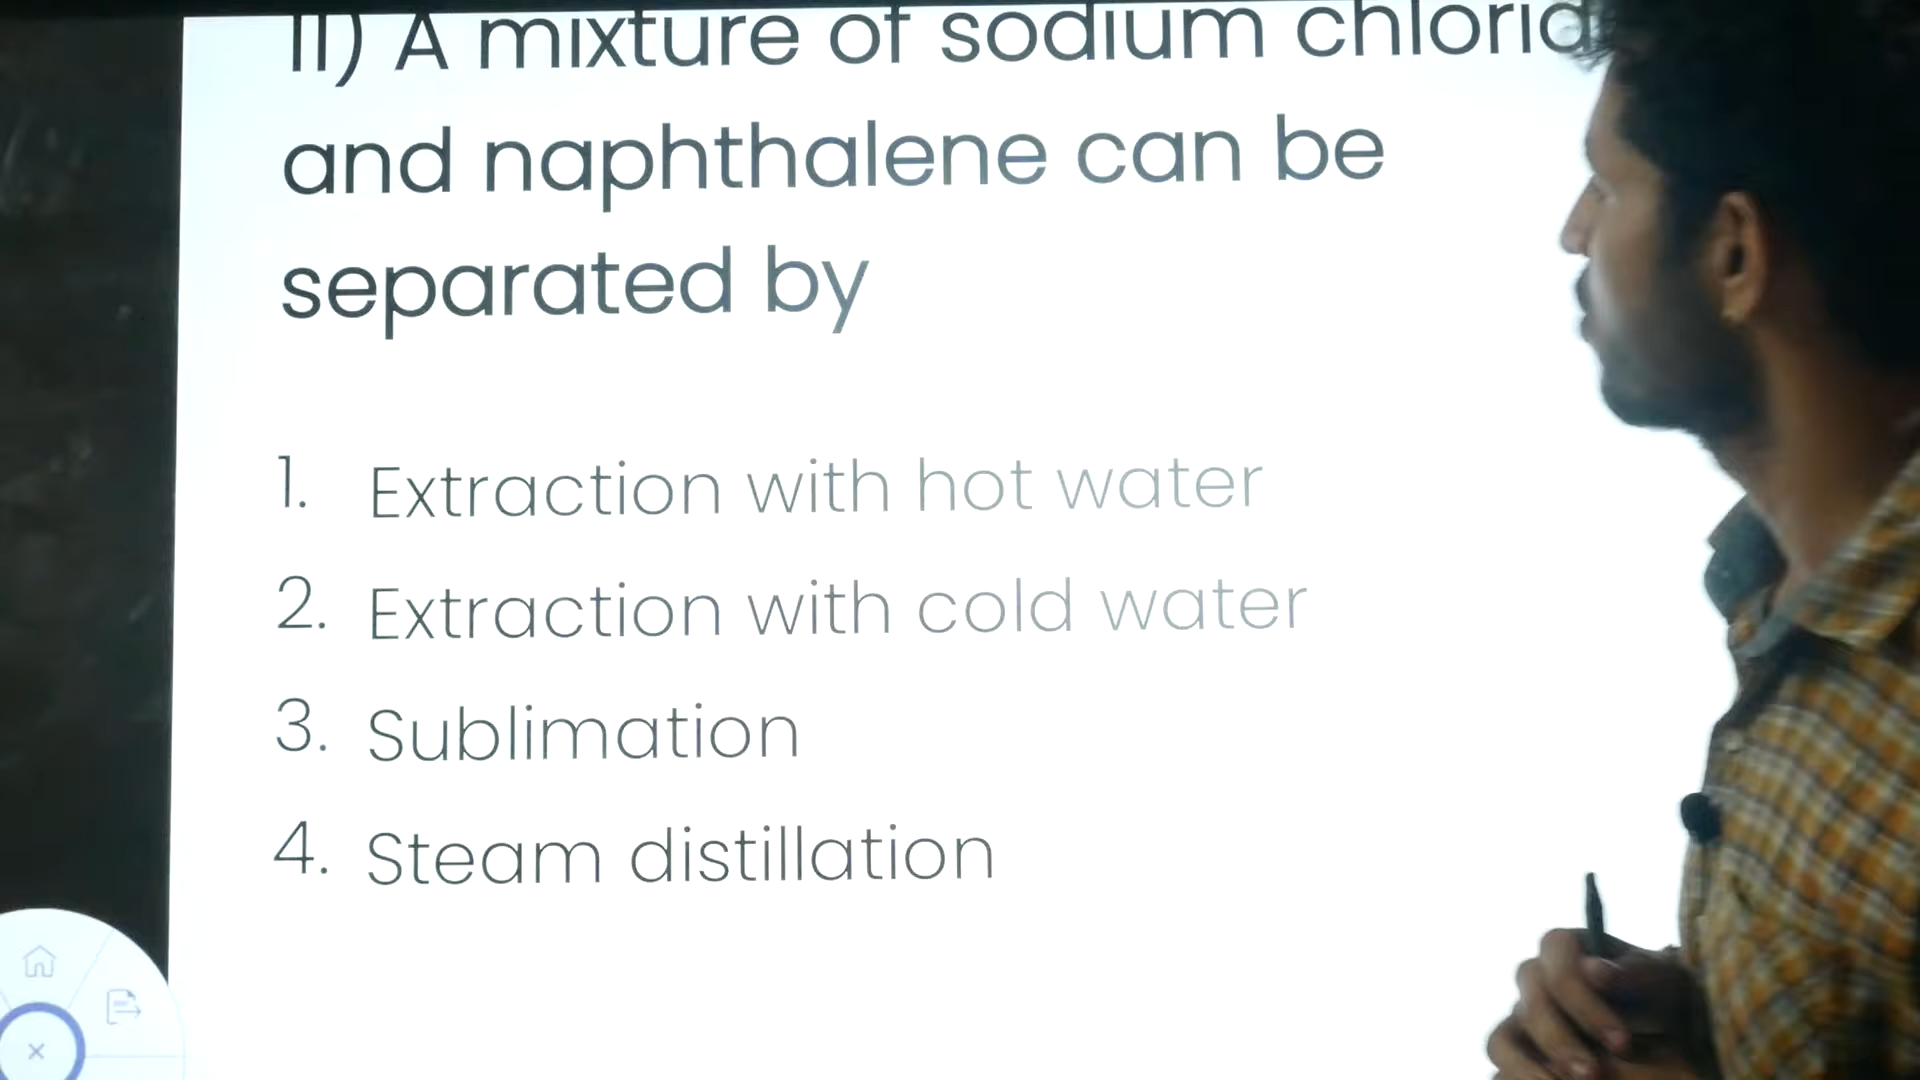 II) A mixture of sodium chlorid
and naphthalene can be
separated by
1. Extraction with hot water
2. Extraction with cold water
3. Sublimation
4. Steam distillation